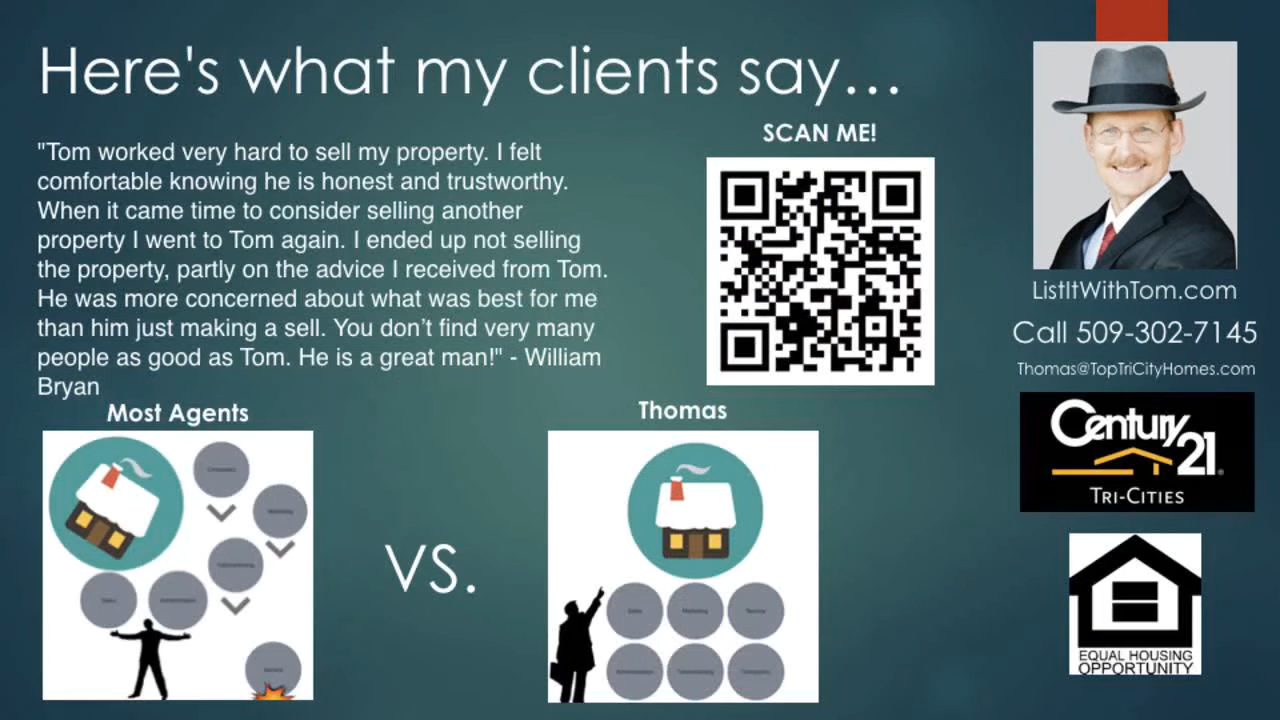 Here's what my clients say…
"Tom worked very hard to sell my property. I felt
comfortable knowing he is honest and trustworthy.
When it came time to consider selling another
property I went to Tom again. I ended up not selling
the property, partly on the advice I received from Tom.
He was more concerned about what was best for me
than him just making a sell. You don’t find very many
people as good as Tom. He is a great man!" - William
Bryan
SCAN ME!
Most Agents
VS.
Thomas
Sales
Marketing
ListItWithTom.com
Call 509-302-7145
Thomas@TopTriCityHomes.com
Century
21
TRI-CITIES
EQUAL HOUSING
OPPORTUNITY